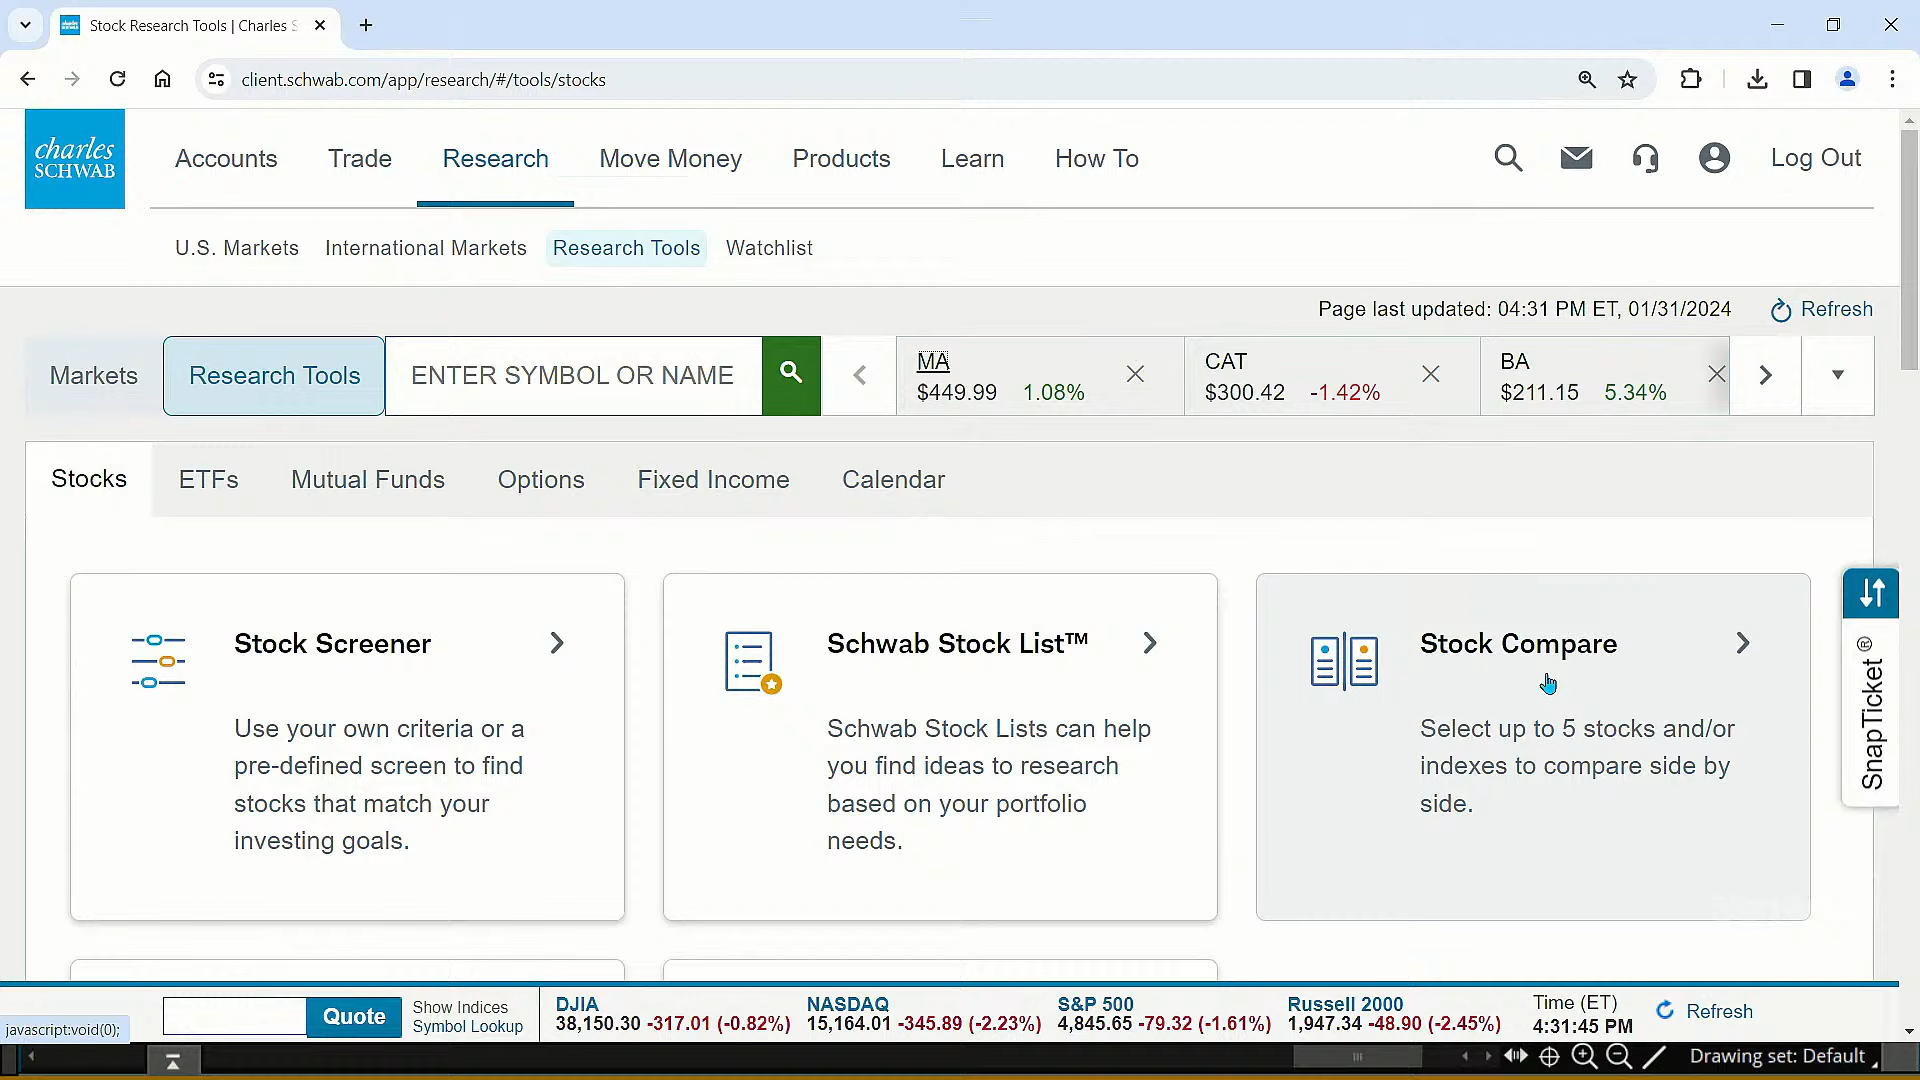 Stock Research Tools | Charles S
client.schwab.com/app/research/#/tools/stocks
charles
SCHWAB
Accounts
Trade
Research
Move Money
Products
Learn
How To
Log Out
U.S. Markets
International Markets
Research Tools
Watchlist
Page last updated: 04:31 PM ET, 01/31/2024
Refresh
Markets
Research Tools
ENTER SYMBOL OR NAME
MA
$449.99 1.08%
CAT
$300.42 -1.42%
BA
$211.15 5.34%
Stocks
ETFs
Mutual Funds
Options
Fixed Income
Calendar
Stock Screener
Use your own criteria or a
pre-defined screen to find
stocks that match your
investing goals.
Schwab Stock List™
Schwab Stock Lists can help
you find ideas to research
based on your portfolio
needs.
Stock Compare
Select up to 5 stocks and/or
indexes to compare side by
side.
SnapTicket®
Quote
Show Indices
Symbol Lookup
DJIA
38,150.30 -317.01 (-0.82%)
NASDAQ
15,164.01 -345.89 (-2.23%)
S&P 500
4,845.65 -79.32 (-1.61%)
Russell 2000
1,947.34 -48.90 (-2.45%)
Time (ET)
4:31:45 PM
Refresh
javascript:void(0);
Drawing set: Default